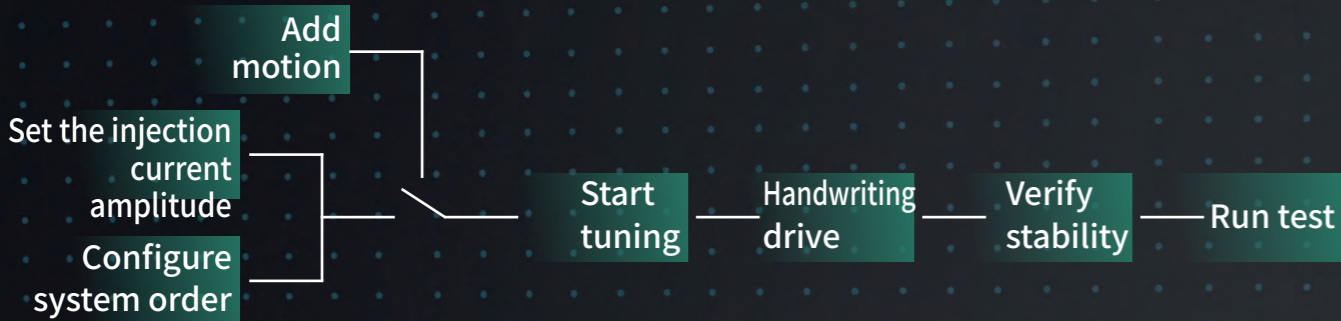 Add
motion
Set the injection
current
amplitude
Configure
system order
Start
tuning
Handwriting
drive
Verify
stability
Run test